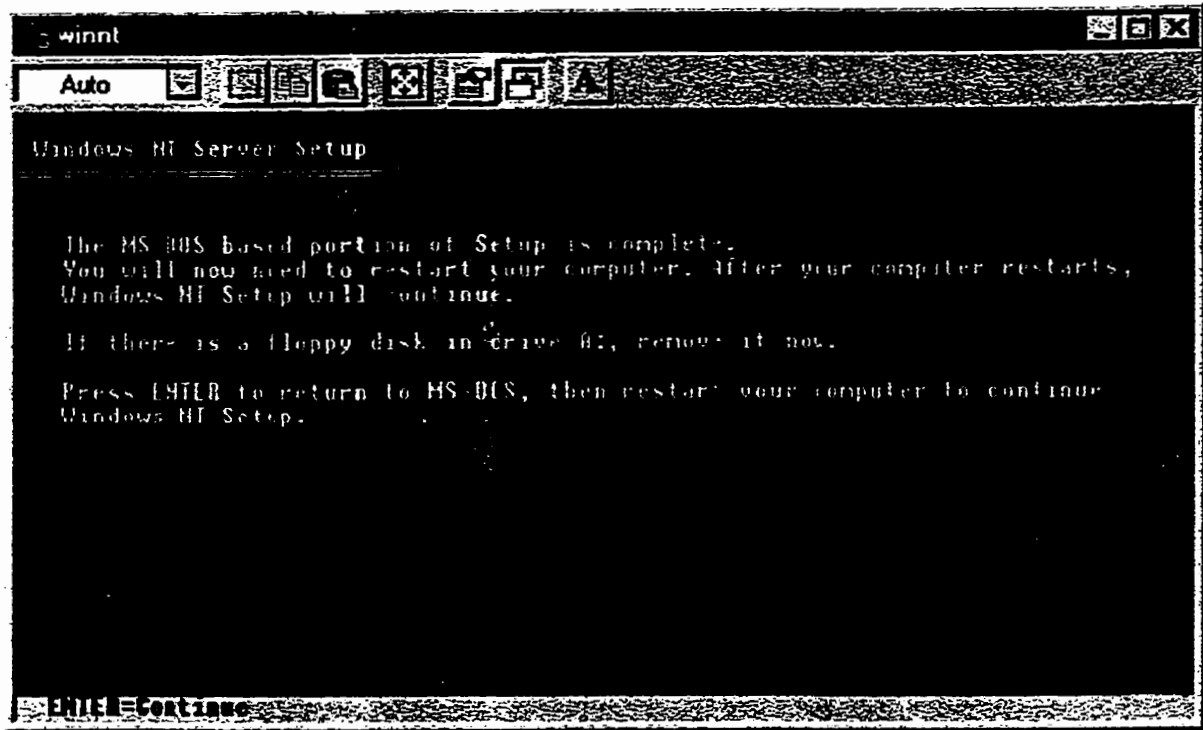 winnt
Auto
A
Windows NT Server Setup
The MS-DOS based portion of Setup is complete.
You will now need to restart your computer. After your computer restarts,
Windows NT Setup will continue.
If there is a floppy disk in drive A:, remove it now.
Press ENTER to return to MS-DOS, then restart your computer to continue
Windows NT Setup.
ENTER=Continue